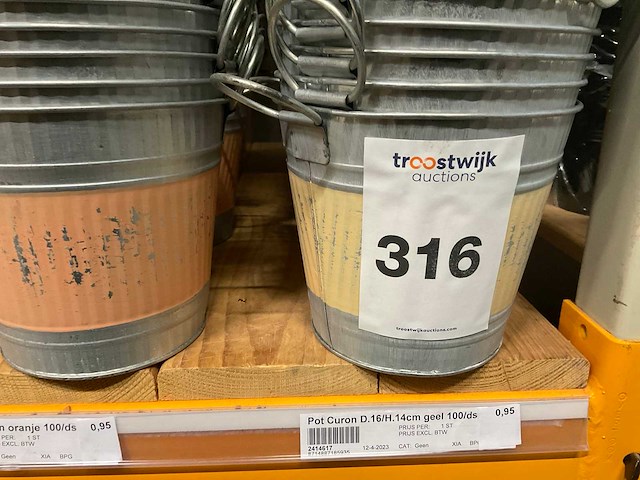 troostwijk
auctions
316
troostwijkauctions.com
n oranje 100/ds 0,95
PER: 1 ST
EXCL. BTW
Geen XIA BPG
Pot Curon D.16/H.14cm geel 100/ds 0,95
PRIJS PER: 1 ST
PRIJS EXCL. BTW
2414617 12-4-2023 CAT: Geen XIA